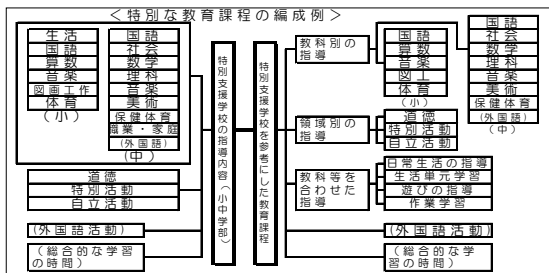 ＜特別な教育課程の編成例＞
生活
国語
算数
音楽
図画工作
体育
（小）
国語
社会
数学
理科
音楽
美術
保健体育
職業・家庭
(外国語)
（中）
道徳
特別活動
自立活動
(外国語活動)
(総合的な学習
の時間)
特別支援学校の指導内容(小中学部)
特別支援学校を参考にした教育課程
教科別の
指導
国語
算数
音楽
図工
体育
（小）
国語
社会
数学
理科
音楽
美術
保健体育
(外国語)
（中）
領域別の
指導
道徳
特別活動
自立活動
教科等を
合わせた
指導
日常生活の指導
生活単元学習
遊びの指導
作業学習
(外国語活動)
(総合的な学
習の時間)